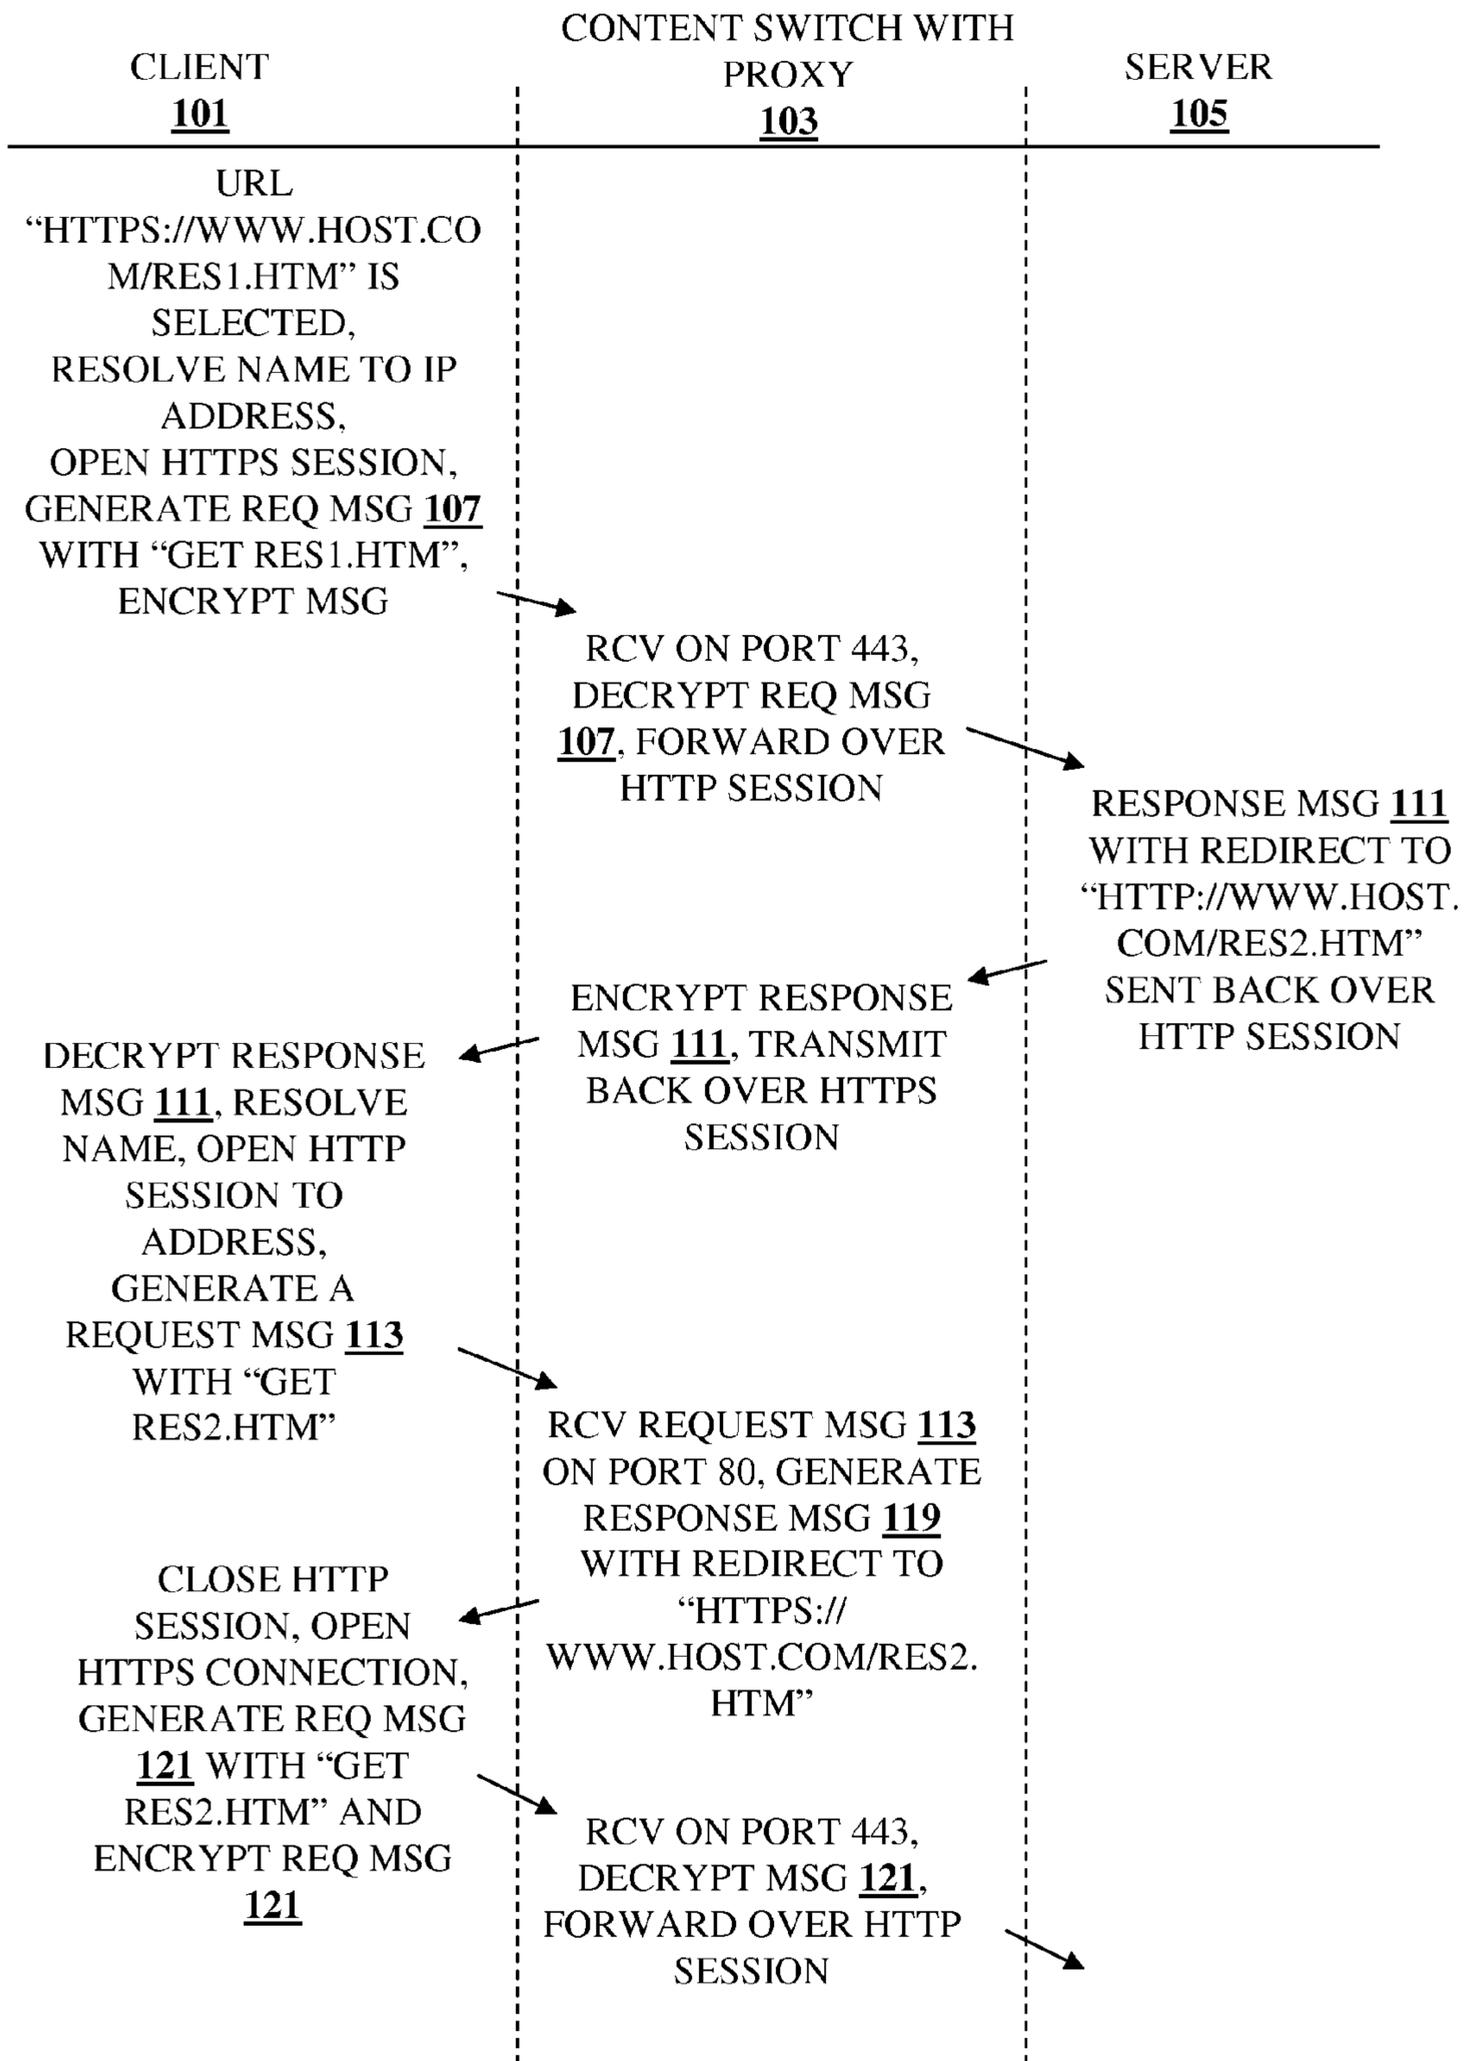 CLIENT
101
CONTENT SWITCH WITH
PROXY
103
SERVER
105
URL
“HTTPS://WWW.HOST.CO
M/RES1.HTM” IS
SELECTED,
RESOLVE NAME TO IP
ADDRESS,
OPEN HTTPS SESSION,
GENERATE REQ MSG 107
WITH “GET RES1.HTM”,
ENCRYPT MSG
RCV ON PORT 443,
DECRYPT REQ MSG
107, FORWARD OVER
HTTP SESSION
RESPONSE MSG 111
WITH REDIRECT TO
“HTTP://WWW.HOST.
COM/RES2.HTM”
SENT BACK OVER
HTTP SESSION
ENCRYPT RESPONSE
MSG 111, TRANSMIT
BACK OVER HTTPS
SESSION
DECRYPT RESPONSE
MSG 111, RESOLVE
NAME, OPEN HTTP
SESSION TO
ADDRESS,
GENERATE A
REQUEST MSG 113
WITH “GET
RES2.HTM”
RCV REQUEST MSG 113
ON PORT 80, GENERATE
RESPONSE MSG 119
WITH REDIRECT TO
“HTTPS://
WWW.HOST.COM/RES2.
HTM”
CLOSE HTTP
SESSION, OPEN
HTTPS CONNECTION,
GENERATE REQ MSG
121 WITH “GET
RES2.HTM” AND
ENCRYPT REQ MSG
121
RCV ON PORT 443,
DECRYPT MSG 121,
FORWARD OVER HTTP
SESSION